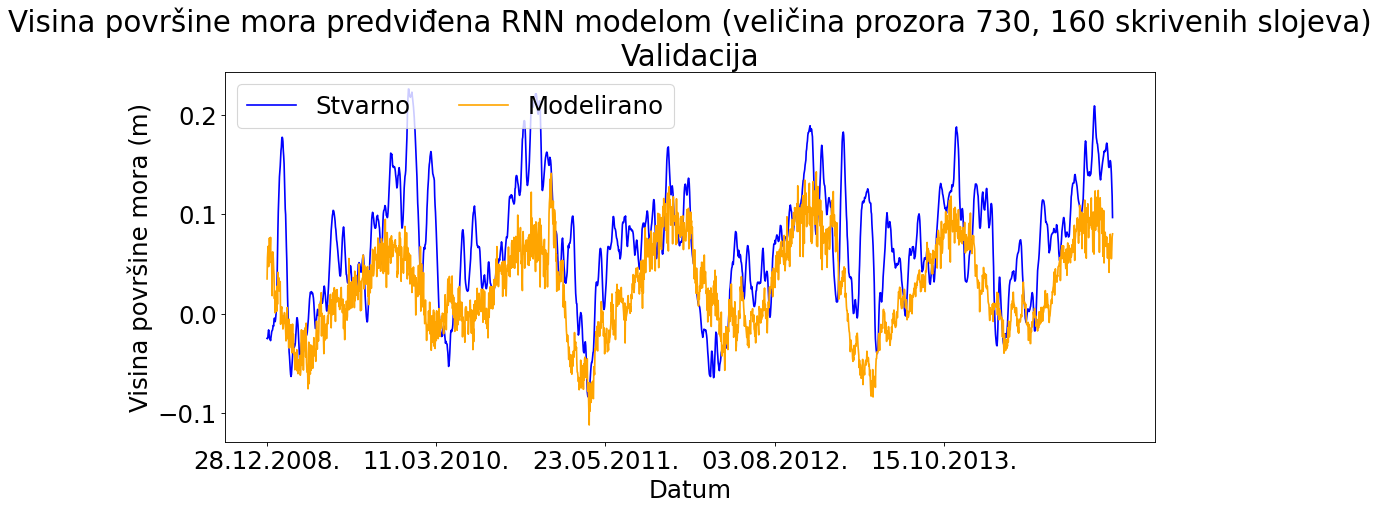 Visina površine mora predviđena RNN modelom (veličina prozora 730, 160 skrivenih slojeva)
Validacija
Stvarno Modelirano
Visina površine mora (m)
0.2
0.1
0.0
−0.1
28.12.2008. 11.03.2010. 23.05.2011. 03.08.2012. 15.10.2013.
Datum